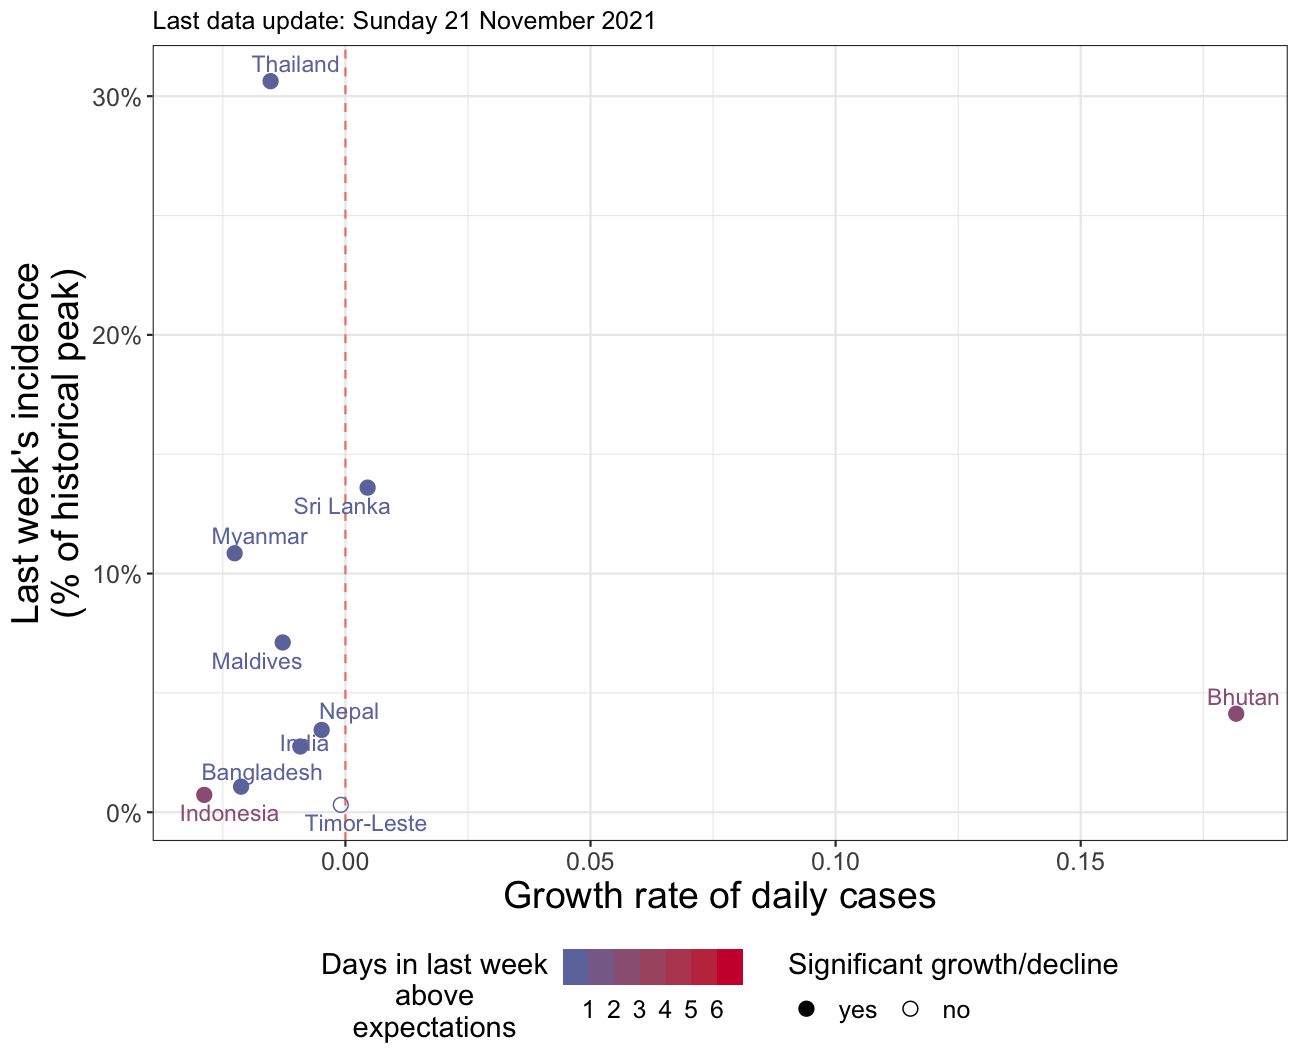 Last data update: Sunday 21 November 2021
Last week's incidence
(% of historical peak)
30%
20%
10%
0%
Thailand
Sri Lanka
Myanmar
Maldives
Nepal
Bhutan
India
Bangladesh
Indonesia
Timor-Leste
0.00 0.05 0.10 0.15
Growth rate of daily cases
Days in last week
above
expectations
1 2 3 4 5 6
Significant growth/decline
yes no